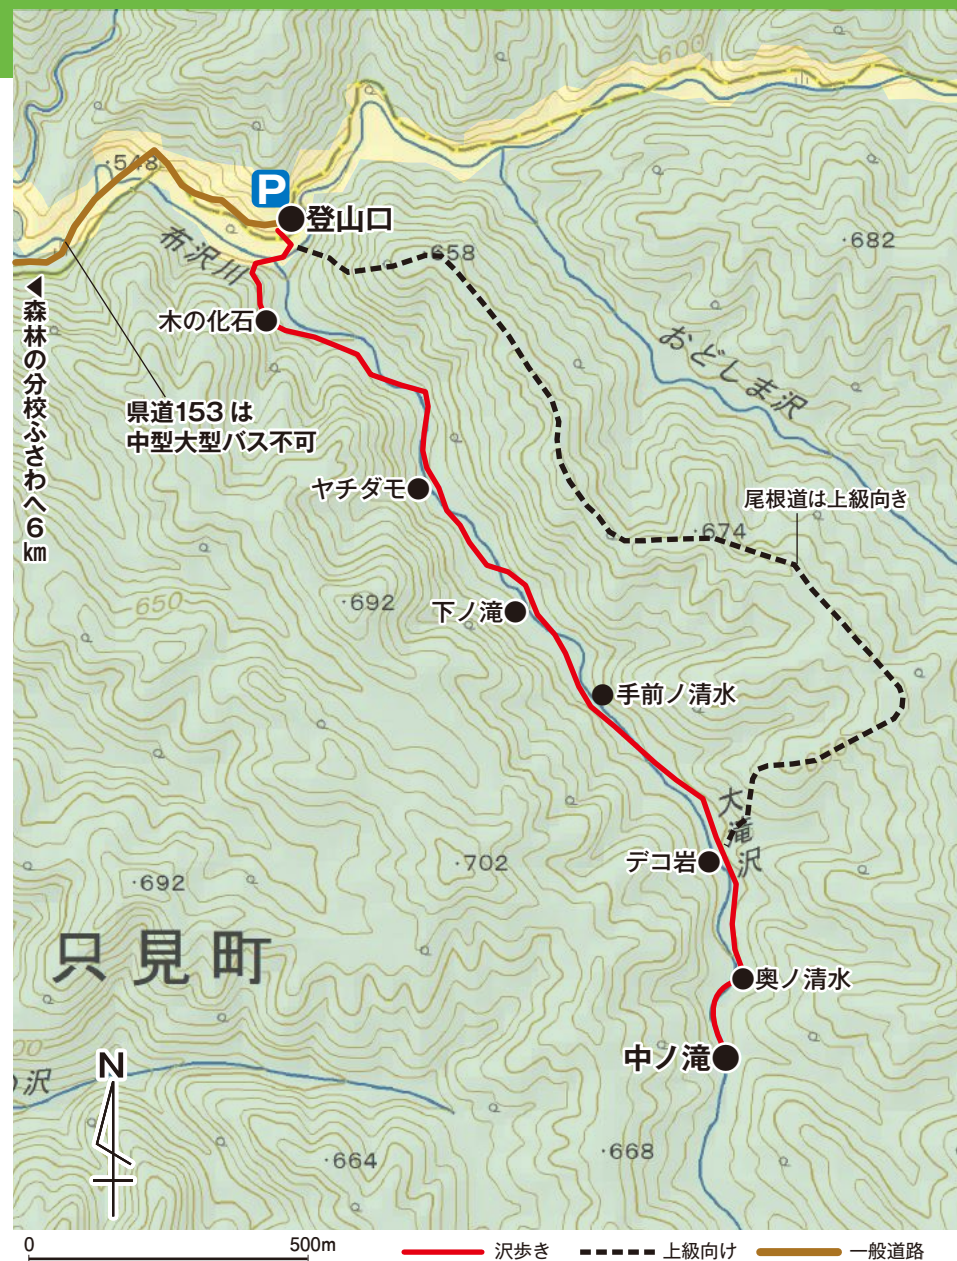 600
・548
P
登山口
・682
658
布沢川
◀森林の分校ふさわへ6km
木の化石
おどしま沢
県道153は
中型大型バス不可
ヤチダモ
尾根道は上級向き
・674
650
・692
下ノ滝
手前ノ清水
650
大滝沢
デコ岩
・702
・692
只見町
奥ノ清水
中ノ滝
N
の沢
・664
・668
0
500m
沢歩き
上級向け
一般道路